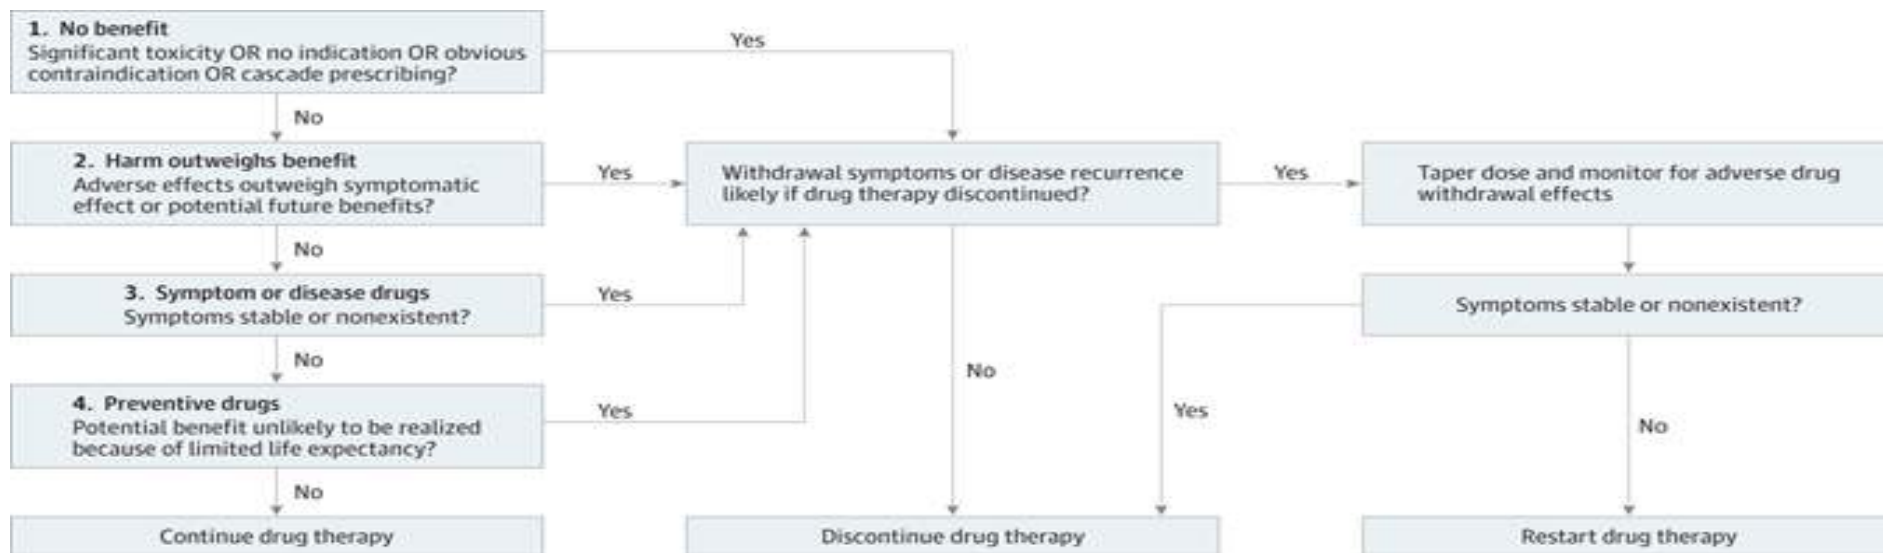 1. No benefit
Significant toxicity OR no indication OR obvious
contraindication OR cascade prescribing?
Yes
No
2. Harm outweighs benefit
Adverse effects outweigh symptomatic
effect or potential future benefits?
Yes
Withdrawal symptoms or disease recurrence
likely if drug therapy discontinued?
Yes
Taper dose and monitor for adverse drug
withdrawal effects
No
3. Symptom or disease drugs
Symptoms stable or nonexistent?
Yes
Symptoms stable or nonexistent?
No
No
4. Preventive drugs
Potential benefit unlikely to be realized
because of limited life expectancy?
Yes
Yes
No
No
Continue drug therapy
Discontinue drug therapy
Restart drug therapy